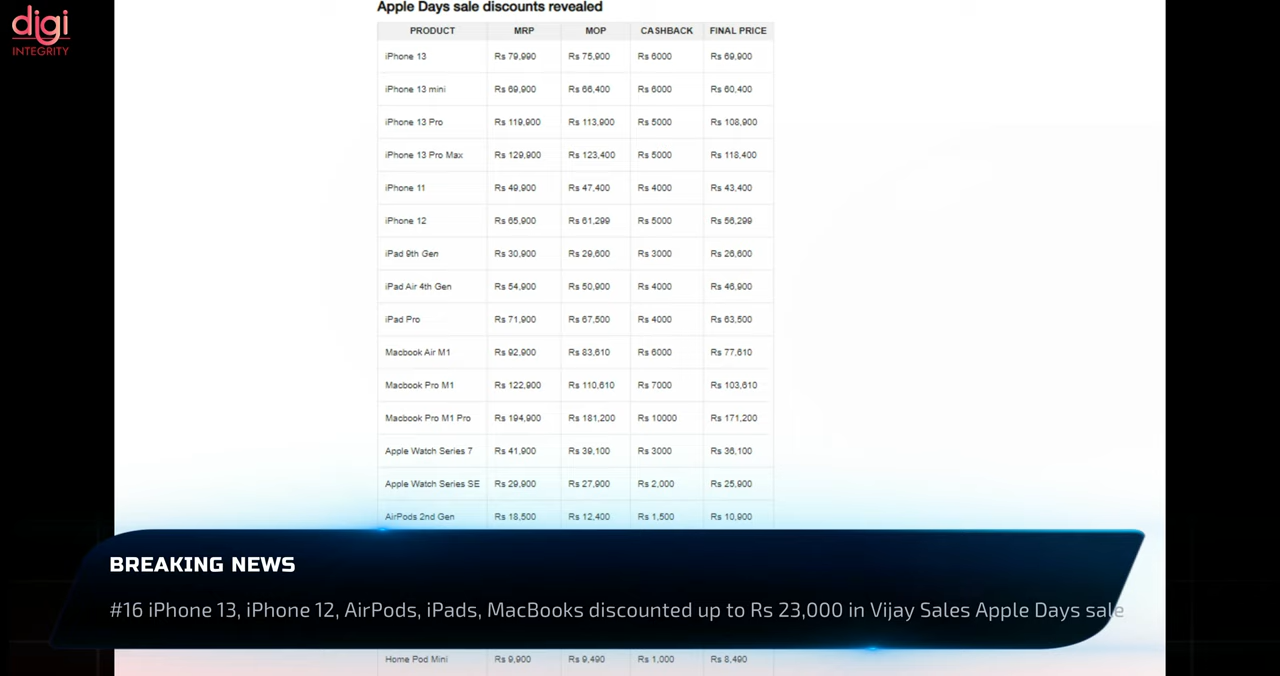 digi
INTEGRITY
Apple Days sale discounts revealed
PRODUCT MRP MOP CASHBACK FINAL PRICE
iPhone 13 Rs 79,990 Rs 75,900 Rs 6000 Rs 69,900
iPhone 13 mini Rs 69,900 Rs 66,400 Rs 6000 Rs 60,400
iPhone 13 Pro Rs 119,900 Rs 113,900 Rs 5000 Rs 108,900
iPhone 13 Pro Max Rs 129,900 Rs 123,400 Rs 5000 Rs 118,400
iPhone 11 Rs 49,900 Rs 47,400 Rs 4000 Rs 43,400
iPhone 12 Rs 65,900 Rs 61,299 Rs 5000 Rs 56,299
iPad 9th Gen Rs 30,900 Rs 29,600 Rs 3000 Rs 26,600
iPad Air 4th Gen Rs 54,900 Rs 50,900 Rs 4000 Rs 46,900
iPad Pro Rs 71,900 Rs 67,500 Rs 4000 Rs 63,500
Macbook Air M1 Rs 92,900 Rs 83,610 Rs 6000 Rs 77,610
Macbook Pro M1 Rs 122,900 Rs 110,610 Rs 7000 Rs 103,610
Macbook Pro M1 Pro Rs 194,900 Rs 181,200 Rs 10000 Rs 171,200
Apple Watch Series 7 Rs 41,900 Rs 39,100 Rs 3000 Rs 36,100
Apple Watch Series SE Rs 29,900 Rs 27,900 Rs 2,000 Rs 25,900
AirPods 2nd Gen Rs 18,500 Rs 12,400 Rs 1,500 Rs 10,900
BREAKING NEWS
#16 iPhone 13, iPhone 12, AirPods, iPads, MacBooks discounted up to Rs 23,000 in Vijay Sales Apple Days sale
Home Pod Mini Rs 9,900 Rs 9,490 Rs 1,000 Rs 8,490